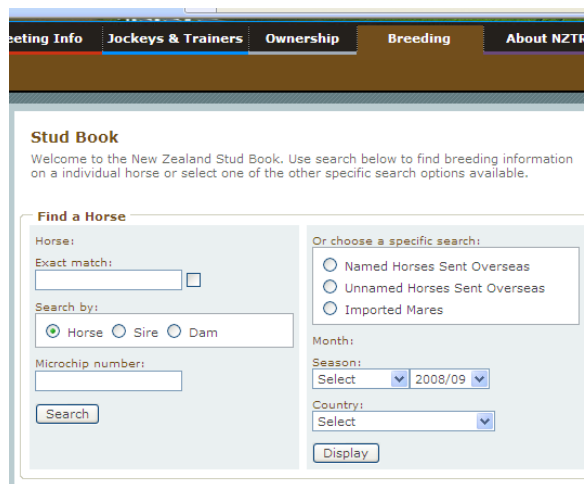 eeting Info Jockeys & Trainers Ownership Breeding About NZTR
Stud Book
Welcome to the New Zealand Stud Book. Use search below to find breeding information
on a individual horse or select one of the other specific search options available.
Find a Horse
Horse:
Exact match:
Search by:
Horse Sire Dam
Microchip number:
Search
Or choose a specific search:
Named Horses Sent Overseas
Unnamed Horses Sent Overseas
Imported Mares
Month:
Season:
Select 2008/09
Country:
Select
Display